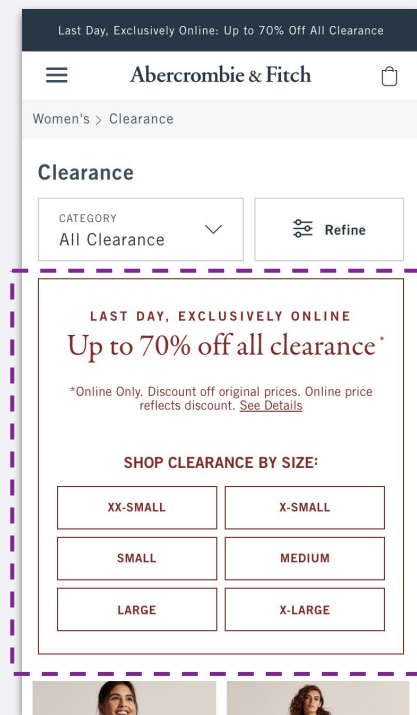 Last Day, Exclusively Online: Up to 70% Off All Clearance
Abercrombie & Fitch
Women's > Clearance
Clearance
CATEGORY
All Clearance
Refine
LAST DAY, EXCLUSIVELY ONLINE
Up to 70% off all clearance*
*Online Only. Discount off original prices. Online price
reflects discount. See Details
SHOP CLEARANCE BY SIZE:
XX-SMALL
X-SMALL
SMALL
MEDIUM
LARGE
X-LARGE